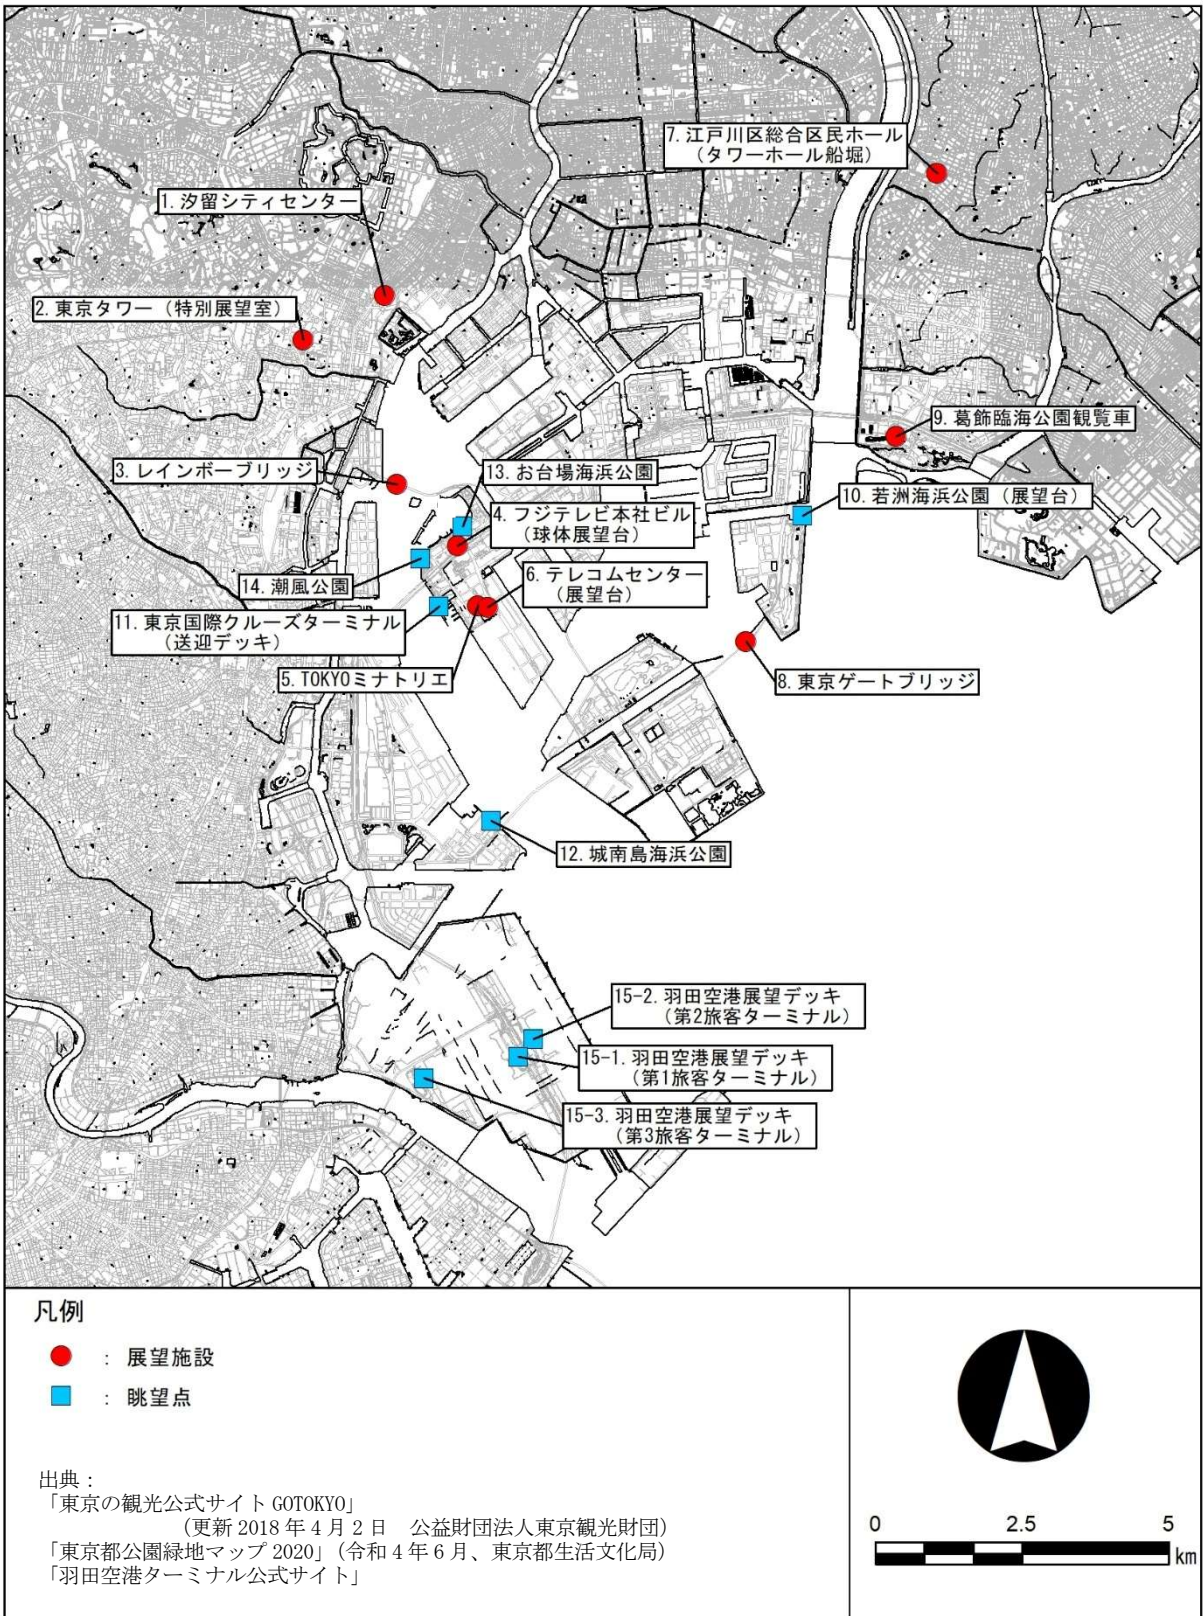 7. 江戸川区総合区民ホール
(タワーホール船堀)
1. 汐留シティセンター
2. 東京タワー (特別展望室)
9. 葛飾臨海公園観覧車
3. レインボーブリッジ
13. お台場海浜公園
10. 若洲海浜公園 (展望台)
4. フジテレビ本社ビル
(球体展望台)
14. 潮風公園
6. テレコムセンター
(展望台)
11. 東京国際クルーズターミナル
(送迎デッキ)
5. TOKYOミナトリエ
8. 東京ゲートブリッジ
12. 城南島海浜公園
15-2. 羽田空港展望デッキ
(第2旅客ターミナル)
15-1. 羽田空港展望デッキ
(第1旅客ターミナル)
15-3. 羽田空港展望デッキ
(第3旅客ターミナル)
凡例
: 展望施設
: 眺望点
出典:
「東京の観光公式サイト GOTOKYO」
(更新 2018 年 4 月 2 日 公益財団法人東京観光財団)
「東京都公園緑地マップ 2020」(令和 4 年 6 月、東京都生活文化局)
「羽田空港ターミナル公式サイト」
0 2.5 5
km